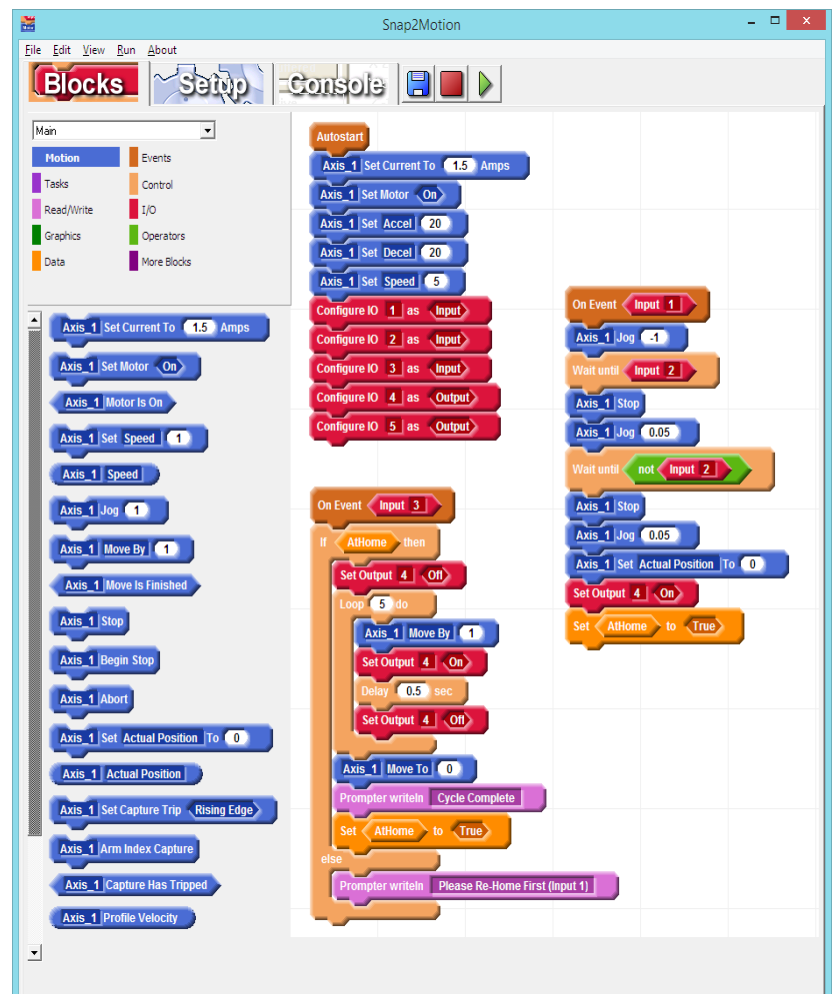 Snap2Motion
File Edit View Run About
Blocks Setup Console
Main
Motion Events
Tasks Control
Read/Write I/O
Graphics Operators
Data More Blocks
Axis_1 Set Current To 1.5 Amps
Axis_1 Set Motor On
Axis_1 Motor Is On
Axis_1 Set Speed 1
Axis_1 Speed
Axis_1 Jog 1
Axis_1 Move By 1
Axis_1 Move Is Finished
Axis_1 Stop
Axis_1 Begin Stop
Axis_1 Abort
Axis_1 Set Actual Position To 0
Axis_1 Actual Position
Axis_1 Set Capture Trip Rising Edge
Axis_1 Arm Index Capture
Axis_1 Capture Has Tripped
Axis_1 Profile Velocity
Autostart
Axis_1 Set Current To 1.5 Amps
Axis_1 Set Motor On
Axis_1 Set Accel 20
Axis_1 Set Decel 20
Axis_1 Set Speed 5
Configure IO 1 as Input
Configure IO 2 as Input
Configure IO 3 as Input
Configure IO 4 as Output
Configure IO 5 as Output
On Event Input 3
If AtHome then
Set Output 4 Off
Loop 5 do
Axis_1 Move By 1
Set Output 4 On
Delay 0.5 sec
Set Output 4 Off
Axis_1 Move To 0
Prompter writeln Cycle Complete
Set AtHome to True
else
Prompter writeln Please Re-Home First (Input 1)
On Event Input 1
Axis_1 Jog -1
Wait until Input 2
Axis_1 Stop
Axis_1 Jog 0.05
Wait until not Input 2
Axis_1 Stop
Axis_1 Jog 0.05
Axis_1 Set Actual Position To 0
Set Output 4 On
Set AtHome to True